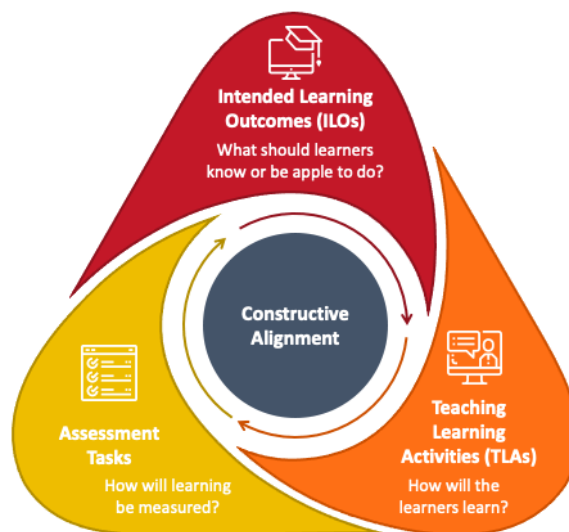 Intended Learning
Outcomes (ILOs)
What should learners
know or be apple to do?
Constructive
Alignment
Assessment
Tasks
How will learning
be measured?
Teaching
Learning
Activities (TLAs)
How will the
learners learn?